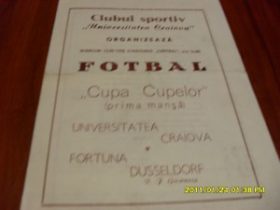 Clubul sportiv
„Universitatea Craiova”
ORGANIZEAZĂ
FOTBAL
„Cupa Cupelor”
(prima manşă)
UNIVERSITATEA
CRAIOVA
FORTUNA
DUSSELDORF
2011/02/24 01:38 PM